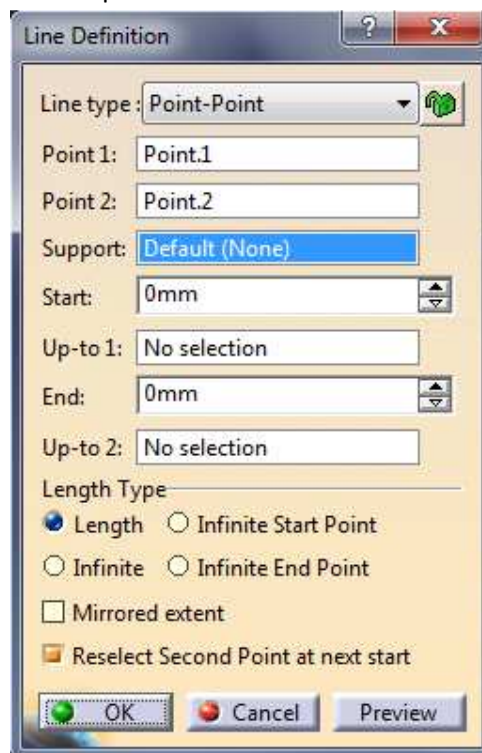 Line Definition
Line type : Point-Point
Point 1: Point.1
Point 2: Point.2
Support: Default (None)
Start: 0mm
Up-to 1: No selection
End: 0mm
Up-to 2: No selection
Length Type
Length Infinite Start Point
Infinite Infinite End Point
Mirrored extent
Reselect Second Point at next start
OK Cancel Preview